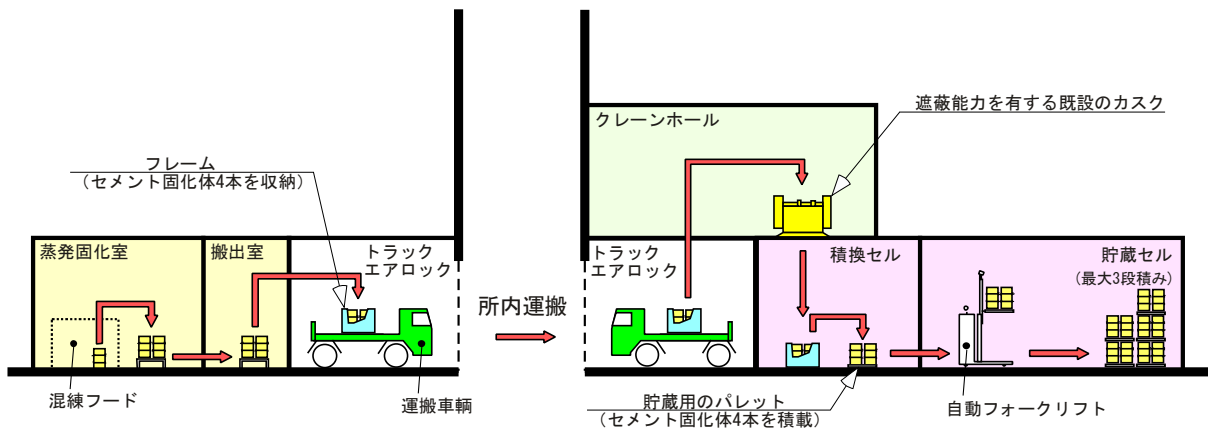 遮蔽能力を有する既設のカスク
クレーンホール
フレーム
(セメント固化体4本を収納)
蒸発固化室
搬出室
トラック
エアロック
所内運搬
トラック
エアロック
積換セル
貯蔵セル
(最大3段積み)
混練フード
運搬車輌
貯蔵用のパレット
(セメント固化体4本を積載)
自動フォークリフト